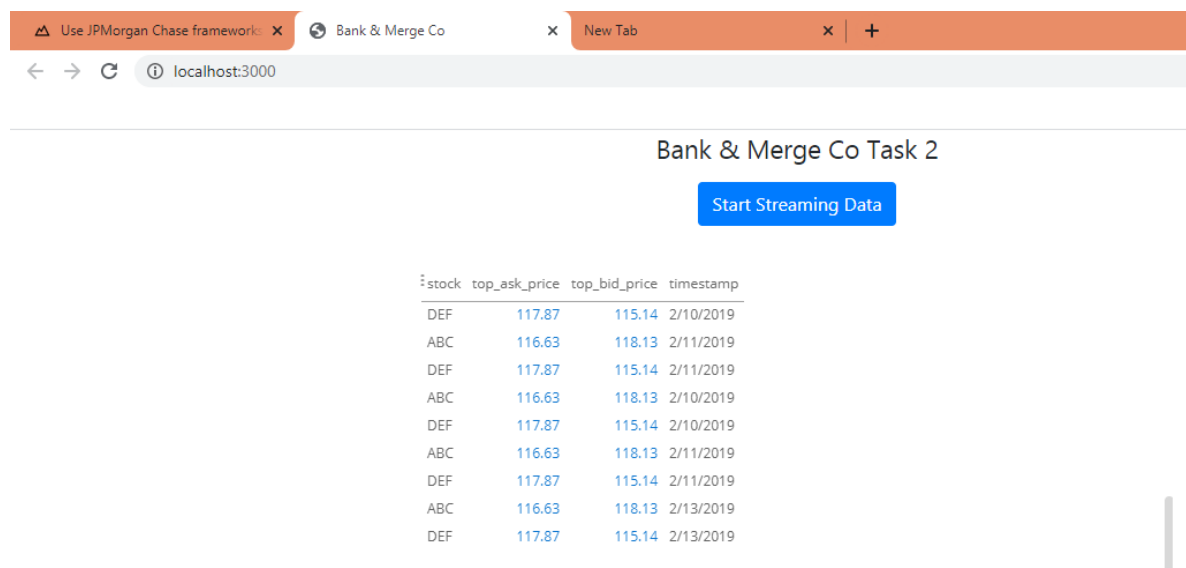 Use JPMorgan Chase frameworks Bank & Merge Co New Tab
localhost:3000
Bank & Merge Co Task 2
Start Streaming Data
stock top_ask_price top_bid_price timestamp
DEF 117.87 115.14 2/10/2019
ABC 116.63 118.13 2/11/2019
DEF 117.87 115.14 2/11/2019
ABC 116.63 118.13 2/10/2019
DEF 117.87 115.14 2/10/2019
ABC 116.63 118.13 2/11/2019
DEF 117.87 115.14 2/11/2019
ABC 116.63 118.13 2/13/2019
DEF 117.87 115.14 2/13/2019